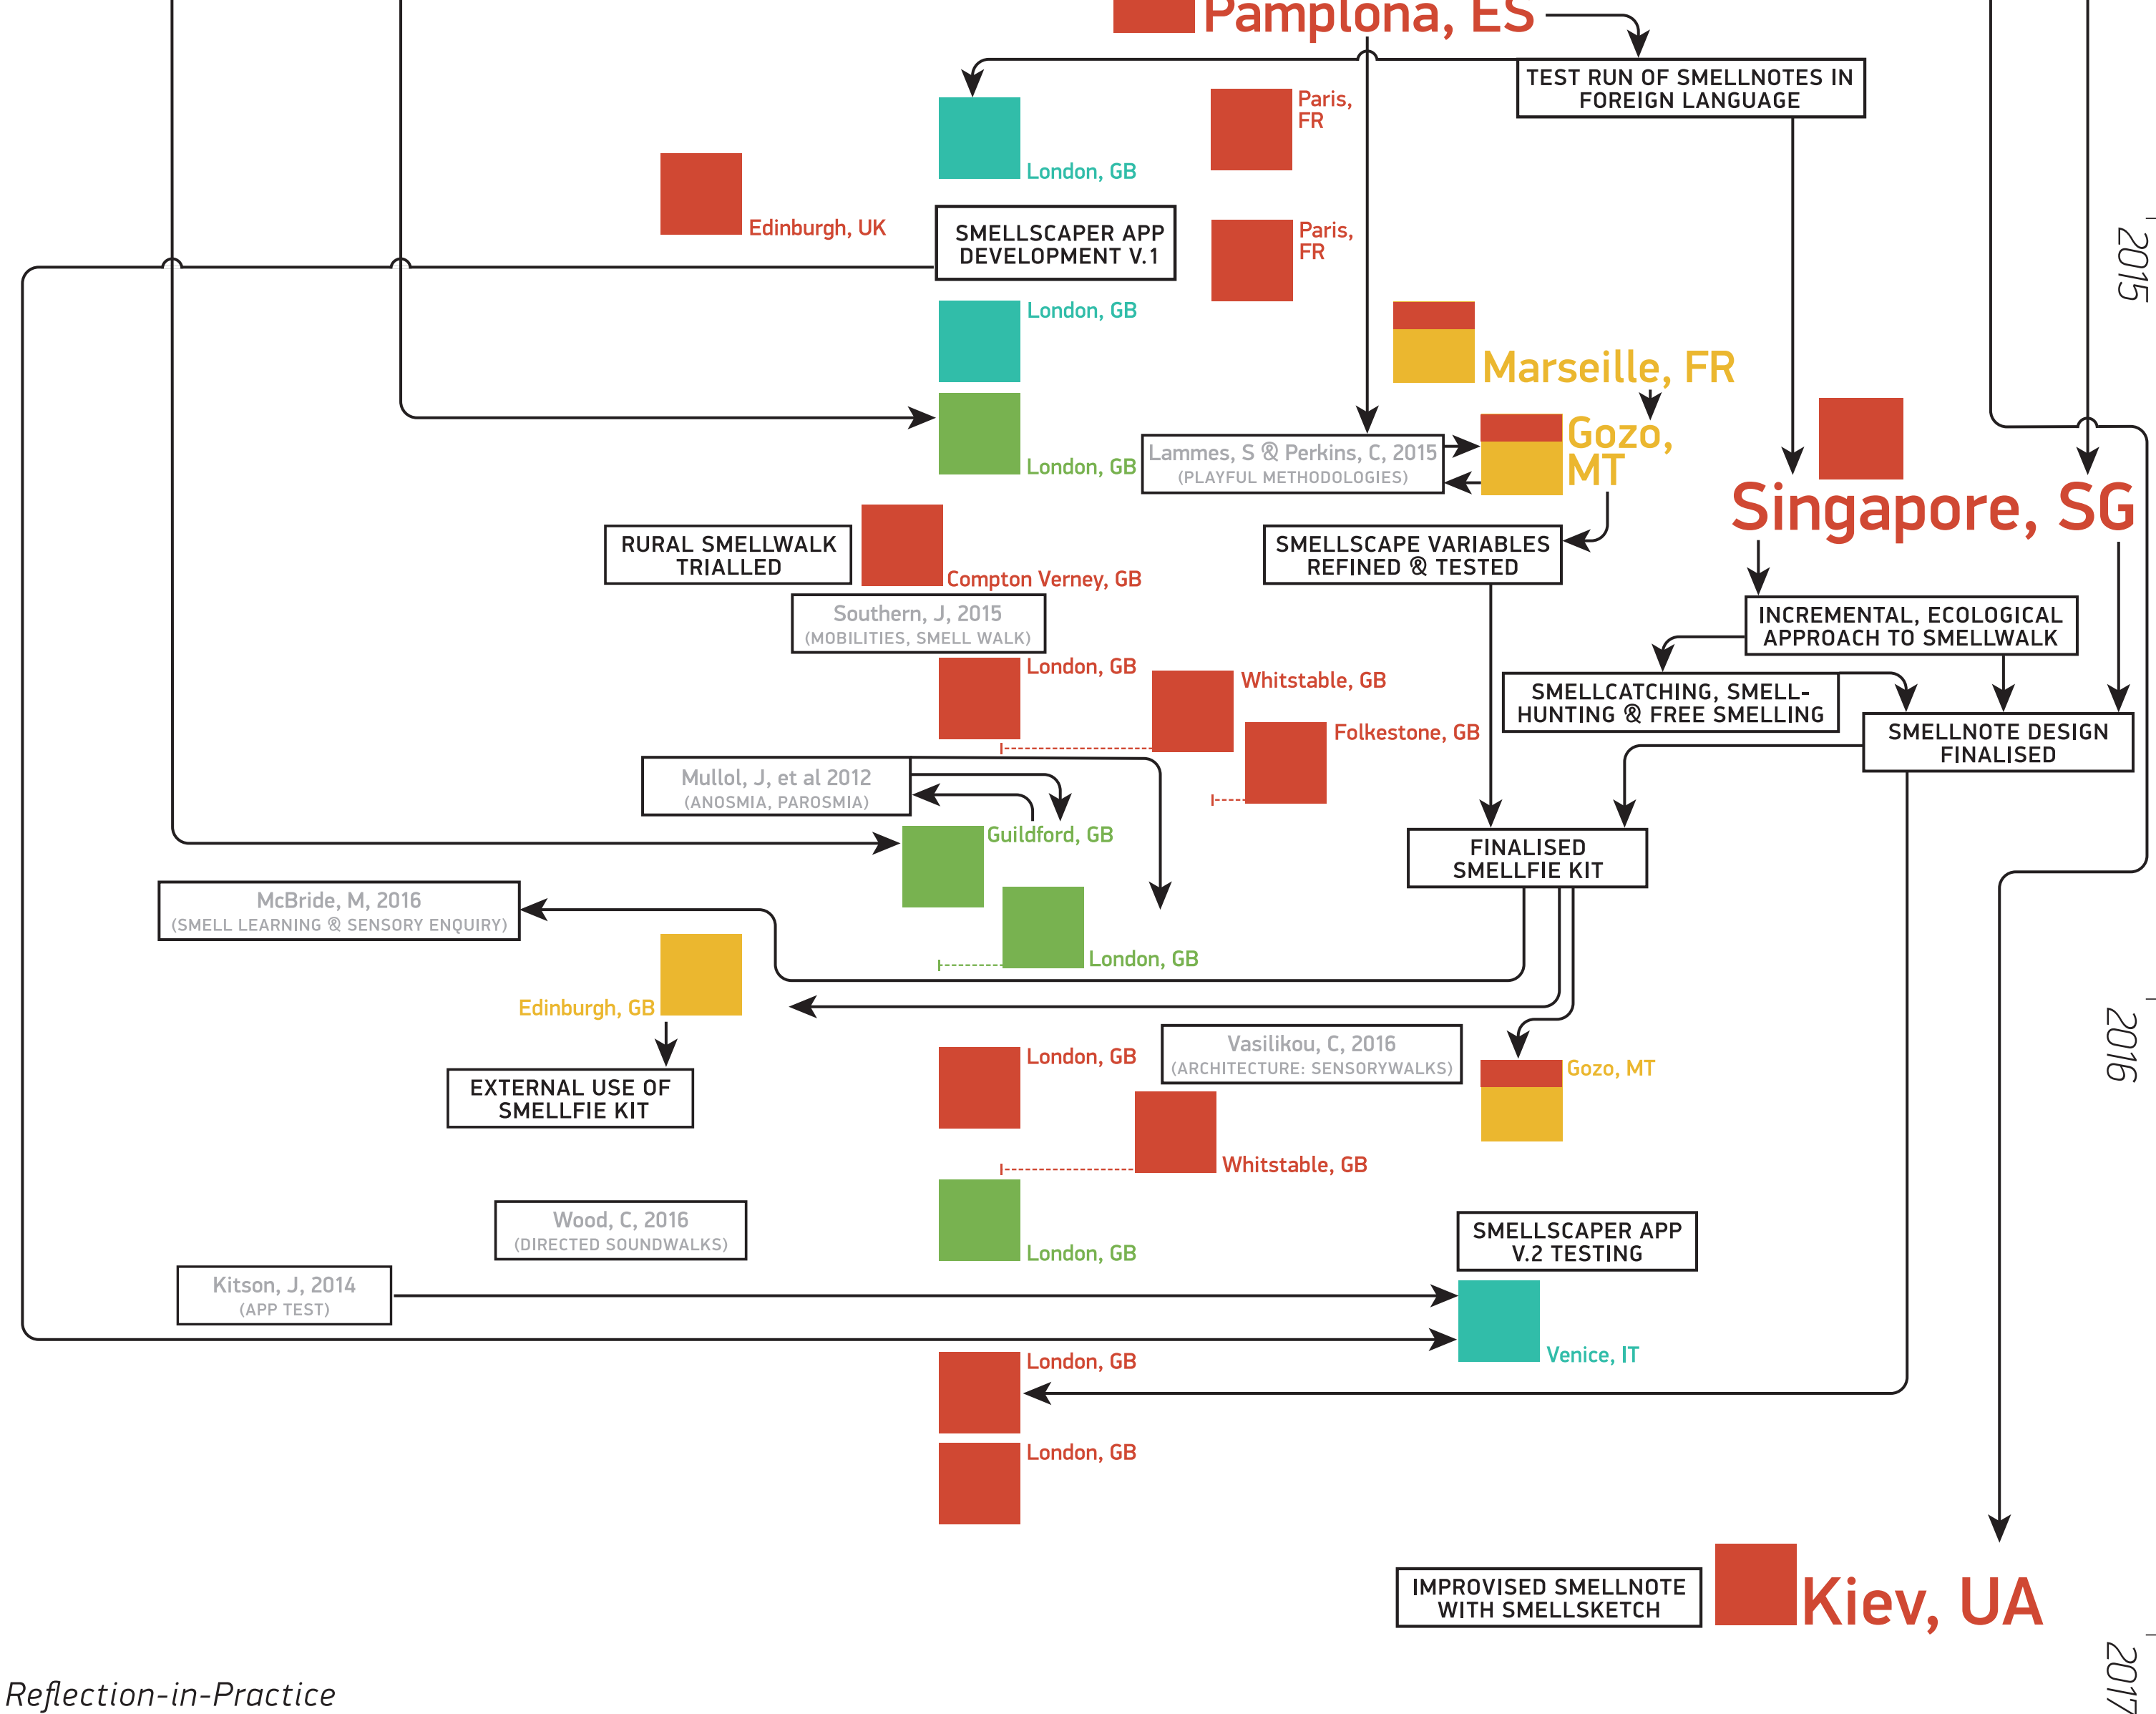 Pamplona, ES
TEST RUN OF SMELLNOTES IN
FOREIGN LANGUAGE
Paris,
FR
London, GB
Edinburgh, UK
SMELLSCAPER APP
DEVELOPMENT V.1
Paris,
FR
2015
London, GB
Marseille, FR
Gozo,
MT
London, GB
Lammes, S & Perkins, C, 2015
(PLAYFUL METHODOLOGIES)
Singapore, SG
RURAL SMELLWALK
TRIALLED
Compton Verney, GB
SMELLSCAPE VARIABLES
REFINED & TESTED
Southern, J, 2015
(MOBILITIES, SMELL WALK)
INCREMENTAL, ECOLOGICAL
APPROACH TO SMELLWALK
London, GB
Whitstable, GB
SMELLCATCHING, SMELL-
HUNTING & FREE SMELLING
Folkestone, GB
SMELLNOTE DESIGN
FINALISED
Mullol, J, et al 2012
(ANOSMIA, PAROSMIA)
Guildford, GB
FINALISED
SMELLFIE KIT
McBride, M, 2016
(SMELL LEARNING & SENSORY ENQUIRY)
London, GB
Edinburgh, GB
2016
London, GB
Vasilikou, C, 2016
(ARCHITECTURE: SENSORYWALKS)
Gozo, MT
EXTERNAL USE OF
SMELLFIE KIT
Whitstable, GB
Wood, C, 2016
(DIRECTED SOUNDWALKS)
London, GB
SMELLSCAPER APP
V.2 TESTING
Kitson, J, 2014
(APP TEST)
Venice, IT
London, GB
London, GB
IMPROVISED SMELLNOTE
WITH SMELLSKETCH
Kiev, UA
2017
Reflection-in-Practice